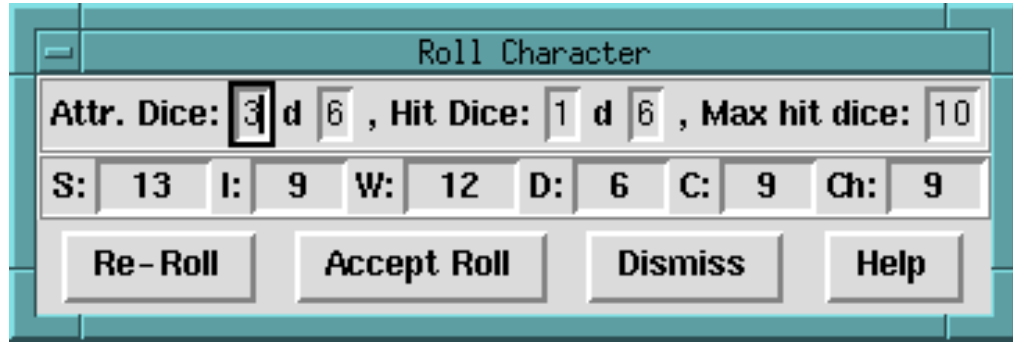 Roll Character
Attr. Dice: 3 d 6 , Hit Dice: 1 d 6 , Max hit dice: 10
S: 13 I: 9 W: 12 D: 6 C: 9 Ch: 9
Re-Roll Accept Roll Dismiss Help